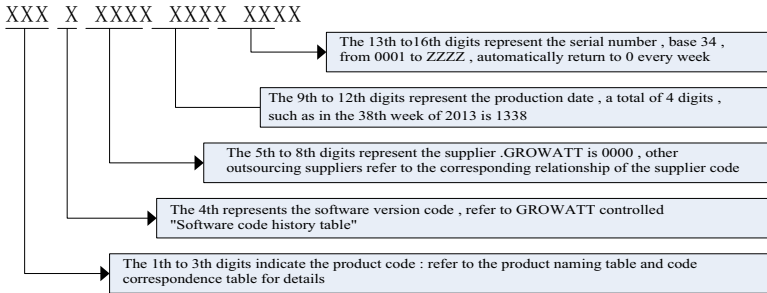 XXX X XXXX XXXX XXXX
The 13th to16th digits represent the serial number , base 34 ,
from 0001 to ZZZZ , automatically return to 0 every week
The 9th to 12th digits represent the production date , a total of 4 digits ,
such as in the 38th week of 2013 is 1338
The 5th to 8th digits represent the supplier .GROWATT is 0000 , other
outsourcing suppliers refer to the corresponding relationship of the supplier code
The 4th represents the software version code , refer to GROWATT controlled
"Software code history table"
The 1th to 3th digits indicate the product code : refer to the product naming table and code
correspondence table for details